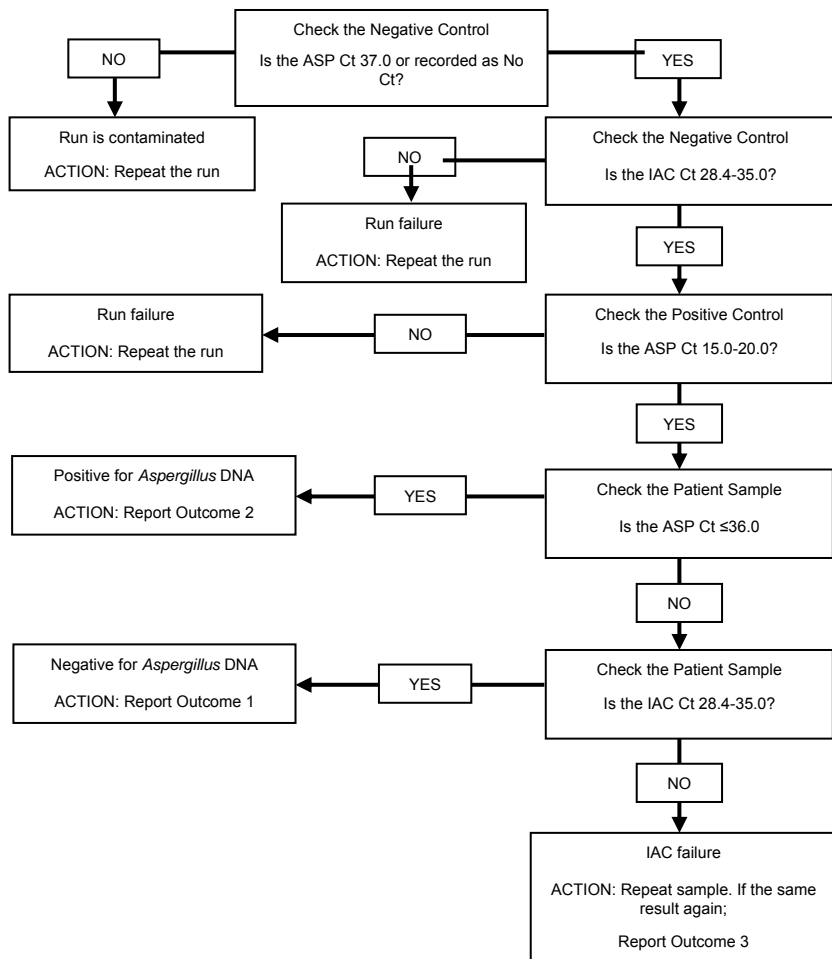 Check the Negative Control
Is the ASP Ct 37.0 or recorded as No
Ct?
NO
YES
Run is contaminated
ACTION: Repeat the run
Check the Negative Control
Is the IAC Ct 28.4-35.0?
NO
Run failure
ACTION: Repeat the run
YES
Check the Positive Control
Is the ASP Ct 15.0-20.0?
NO
Run failure
ACTION: Repeat the run
YES
Check the Patient Sample
Is the ASP Ct ≤36.0
YES
Positive for Aspergillus DNA
ACTION: Report Outcome 2
NO
Check the Patient Sample
Is the IAC Ct 28.4-35.0?
YES
Negative for Aspergillus DNA
ACTION: Report Outcome 1
NO
IAC failure
ACTION: Repeat sample. If the same
result again;
Report Outcome 3